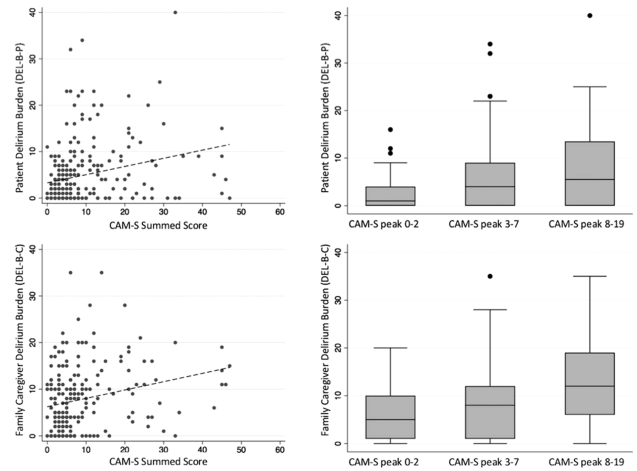 Patient Delirium Burden (DEL-B-P)
40
30
20
10
0
0 10 20 30 40 50 60
CAM-S Summed Score
Patient Delirium Burden (DEL-B-P)
40
30
20
10
0
CAM-S peak 0-2 CAM-S peak 3-7 CAM-S peak 8-19
Family Caregiver Delirium Burden (DEL-B-C)
40
30
20
10
0
0 10 20 30 40 50 60
CAM-S Summed Score
Family Caregiver Delirium Burden (DEL-B-C)
40
30
20
10
0
CAM-S peak 0-2 CAM-S peak 3-7 CAM-S peak 8-19